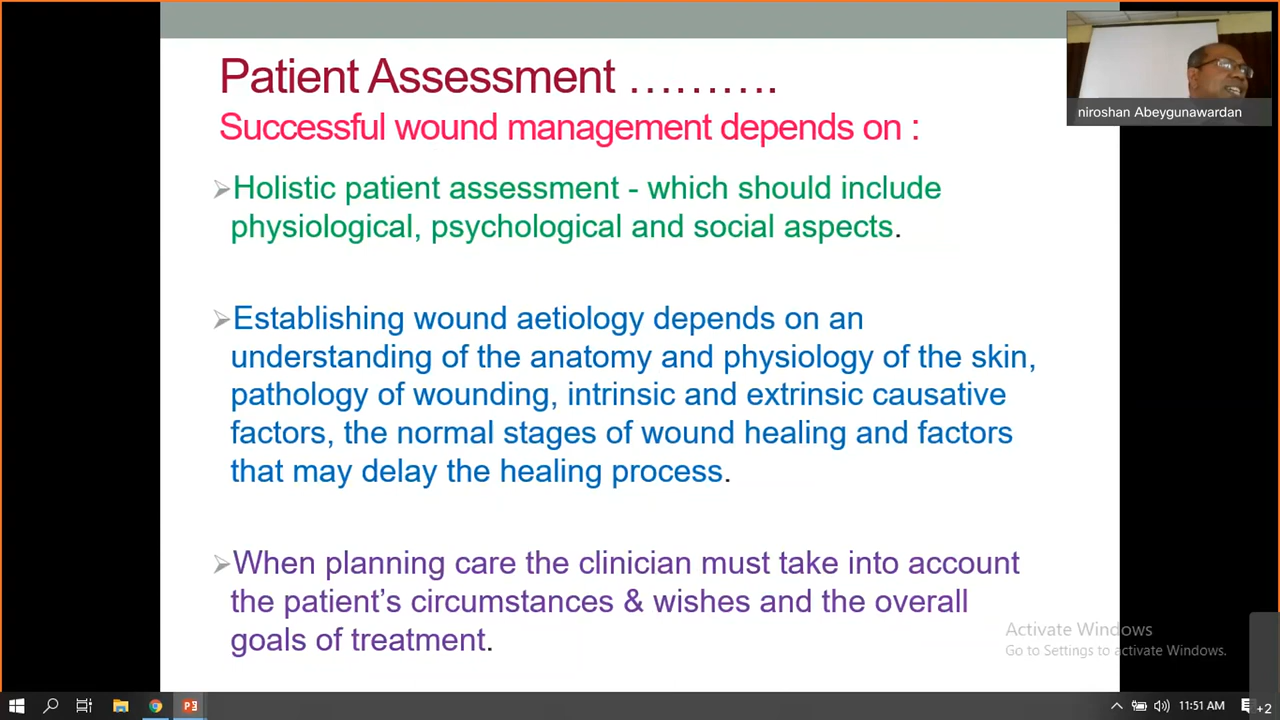 Patient Assessment ……….
Successful wound management depends on :
➢Holistic patient assessment - which should include
physiological, psychological and social aspects.
➢Establishing wound aetiology depends on an
understanding of the anatomy and physiology of the skin,
pathology of wounding, intrinsic and extrinsic causative
factors, the normal stages of wound healing and factors
that may delay the healing process.
➢When planning care the clinician must take into account
the patient’s circumstances & wishes and the overall
goals of treatment.
niroshan Abeygunawardan
Activate Windows
Go to Settings to activate Windows.
11:51 AM
+2